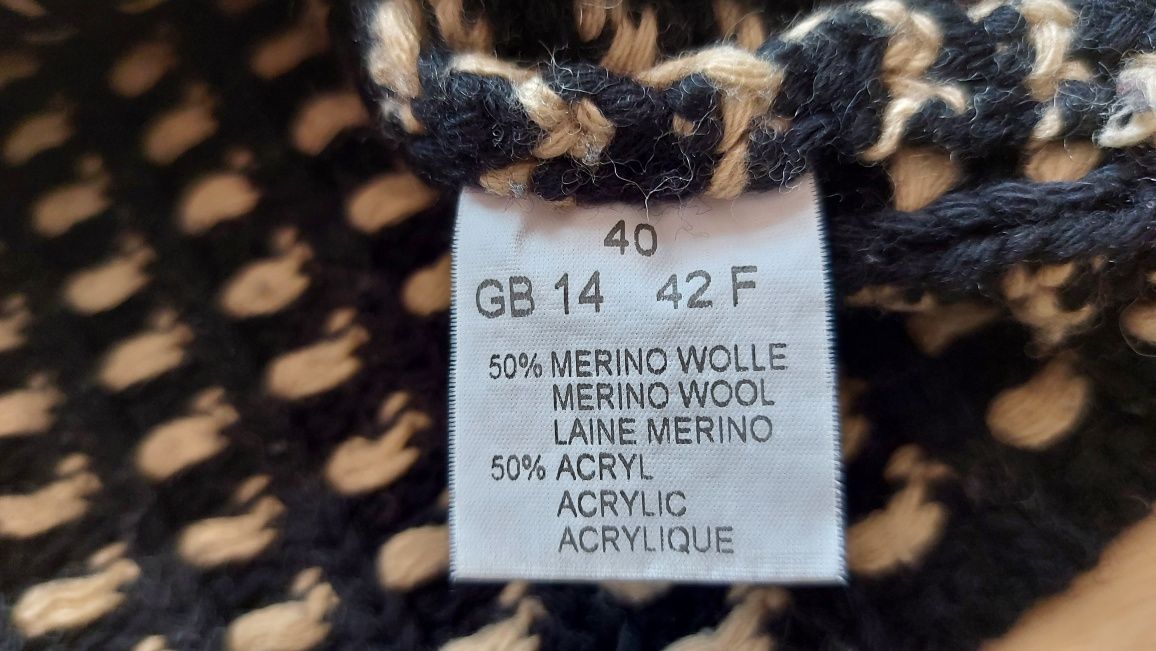 40
GB 14 42 F
50% MERINO WOLLE
MERINO WOOL
LAINE MERINO
50% ACRYL
ACRYLIC
ACRYLIQUE